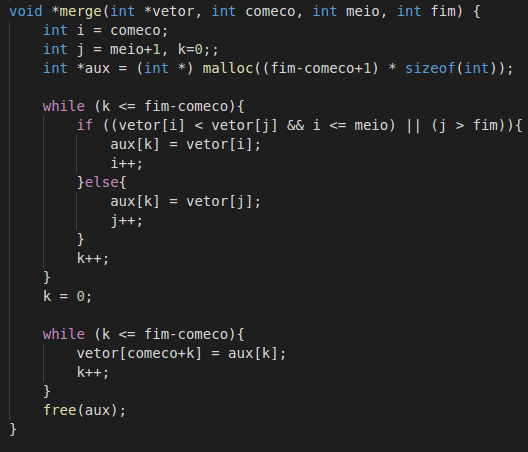 void *merge(int *vetor, int comeco, int meio, int fim) {
    int i = comeco;
    int j = meio+1, k=0;;
    int *aux = (int *) malloc((fim-comeco+1) * sizeof(int));

    while (k <= fim-comeco){
        if ((vetor[i] < vetor[j] && i <= meio) || (j > fim)){
            aux[k] = vetor[i];
            i++;
        }else{
            aux[k] = vetor[j];
            j++;
        }
        k++;
    }
    k = 0;

    while (k <= fim-comeco){
        vetor[comeco+k] = aux[k];
        k++;
    }
    free(aux);
}